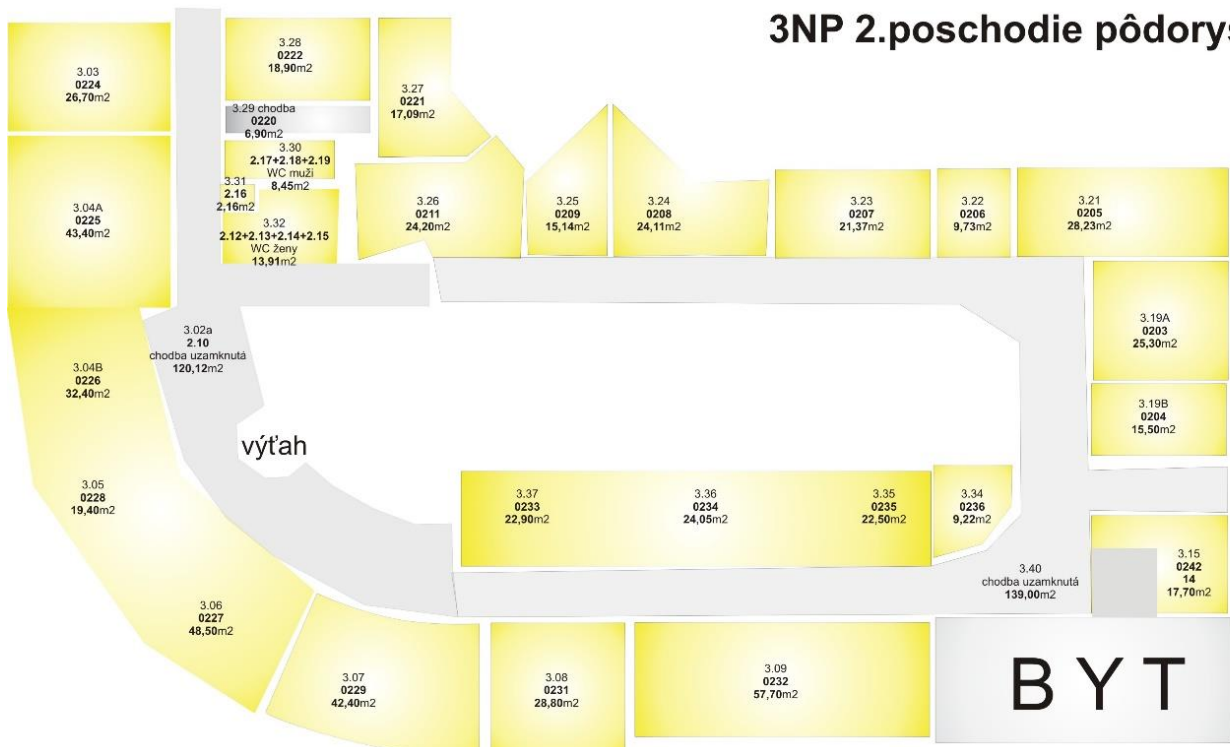 3NP 2.poschodie pôdorys
3.03
0224
26,70m2
3.28
0222
18,90m2
3.27
0221
17,09m2
3.29 chodba
0220
6,90m2
3.30
2.17+2.18+2.19
WC muži
8,45m2
3.31
2.16
2,16m2
3.32
2.12+2.13+2.14+2.15
WC ženy
13,91m2
3.04A
0225
43,40m2
3.26
0211
24,20m2
3.25
0209
15,14m2
3.24
0208
24,11m2
3.23
0207
21,37m2
3.22
0206
9,73m2
3.21
0205
28,23m2
3.19A
0203
25,30m2
3.19B
0204
15,50m2
3.02a
2.10
chodba uzamknutá
120,12m2
3.04B
0226
32,40m2
výťah
3.05
0228
19,40m2
3.37
0233
22,90m2
3.36
0234
24,05m2
3.35
0235
22,50m2
3.34
0236
9,22m2
3.15
0242
14
17,70m2
3.40
chodba uzamknutá
139,00m2
3.06
0227
48,50m2
3.07
0229
42,40m2
3.08
0231
28,80m2
3.09
0232
57,70m2
B Y T